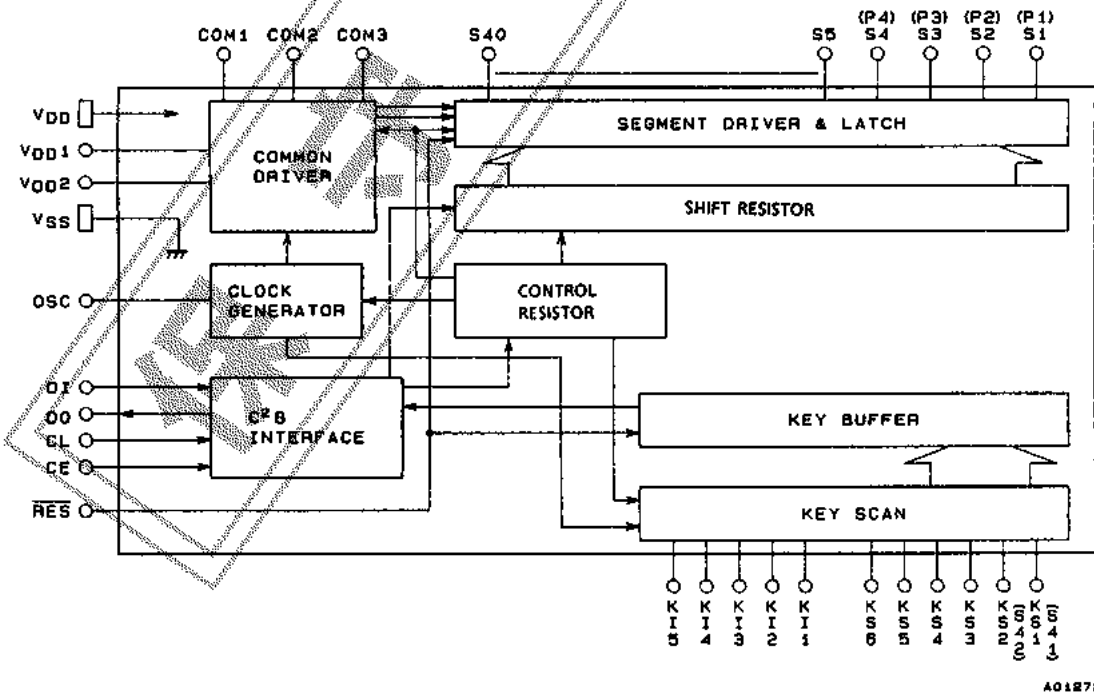 (P4) (P3) (P2) (P1)
COM1 COM2 COM3 S40 S5 S4 S3 S2 S1
VDD
VDD1
VDD2
VSS
COMMON
DRIVER
SEGMENT DRIVER & LATCH
SHIFT RESISTOR
OSC
CLOCK
GENERATOR
CONTROL
RESISTOR
DI
DO
CL
CE
RES
C²B
INTERFACE
KEY BUFFER
KEY SCAN
KI5 KI4 KI3 KI2 KI1 KS6 KS5 KS4 KS3 KS2 (S42) KS1 (S41)